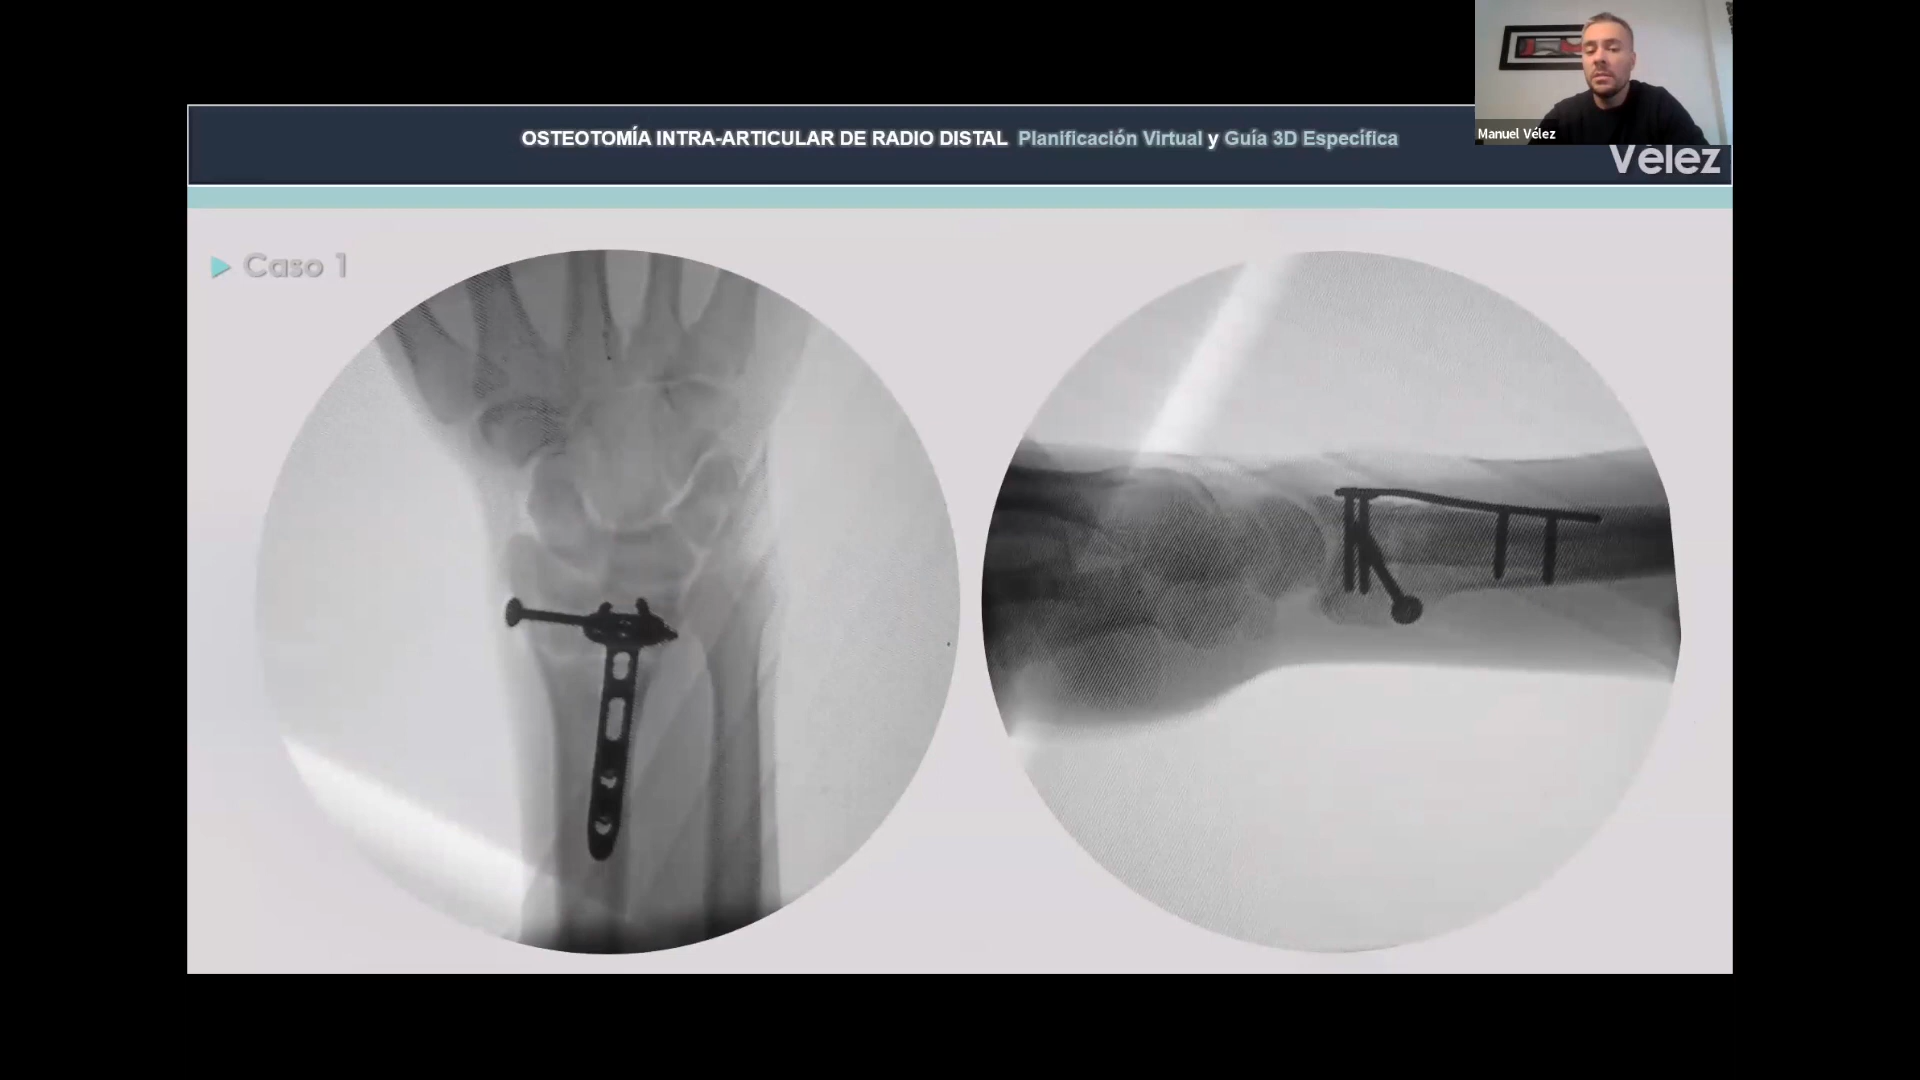 OSTEOTOMÍA INTRA-ARTICULAR DE RADIO DISTAL Planificación Virtual y Guía 3D Específica
Manuel Vélez
Vélez
Caso 1